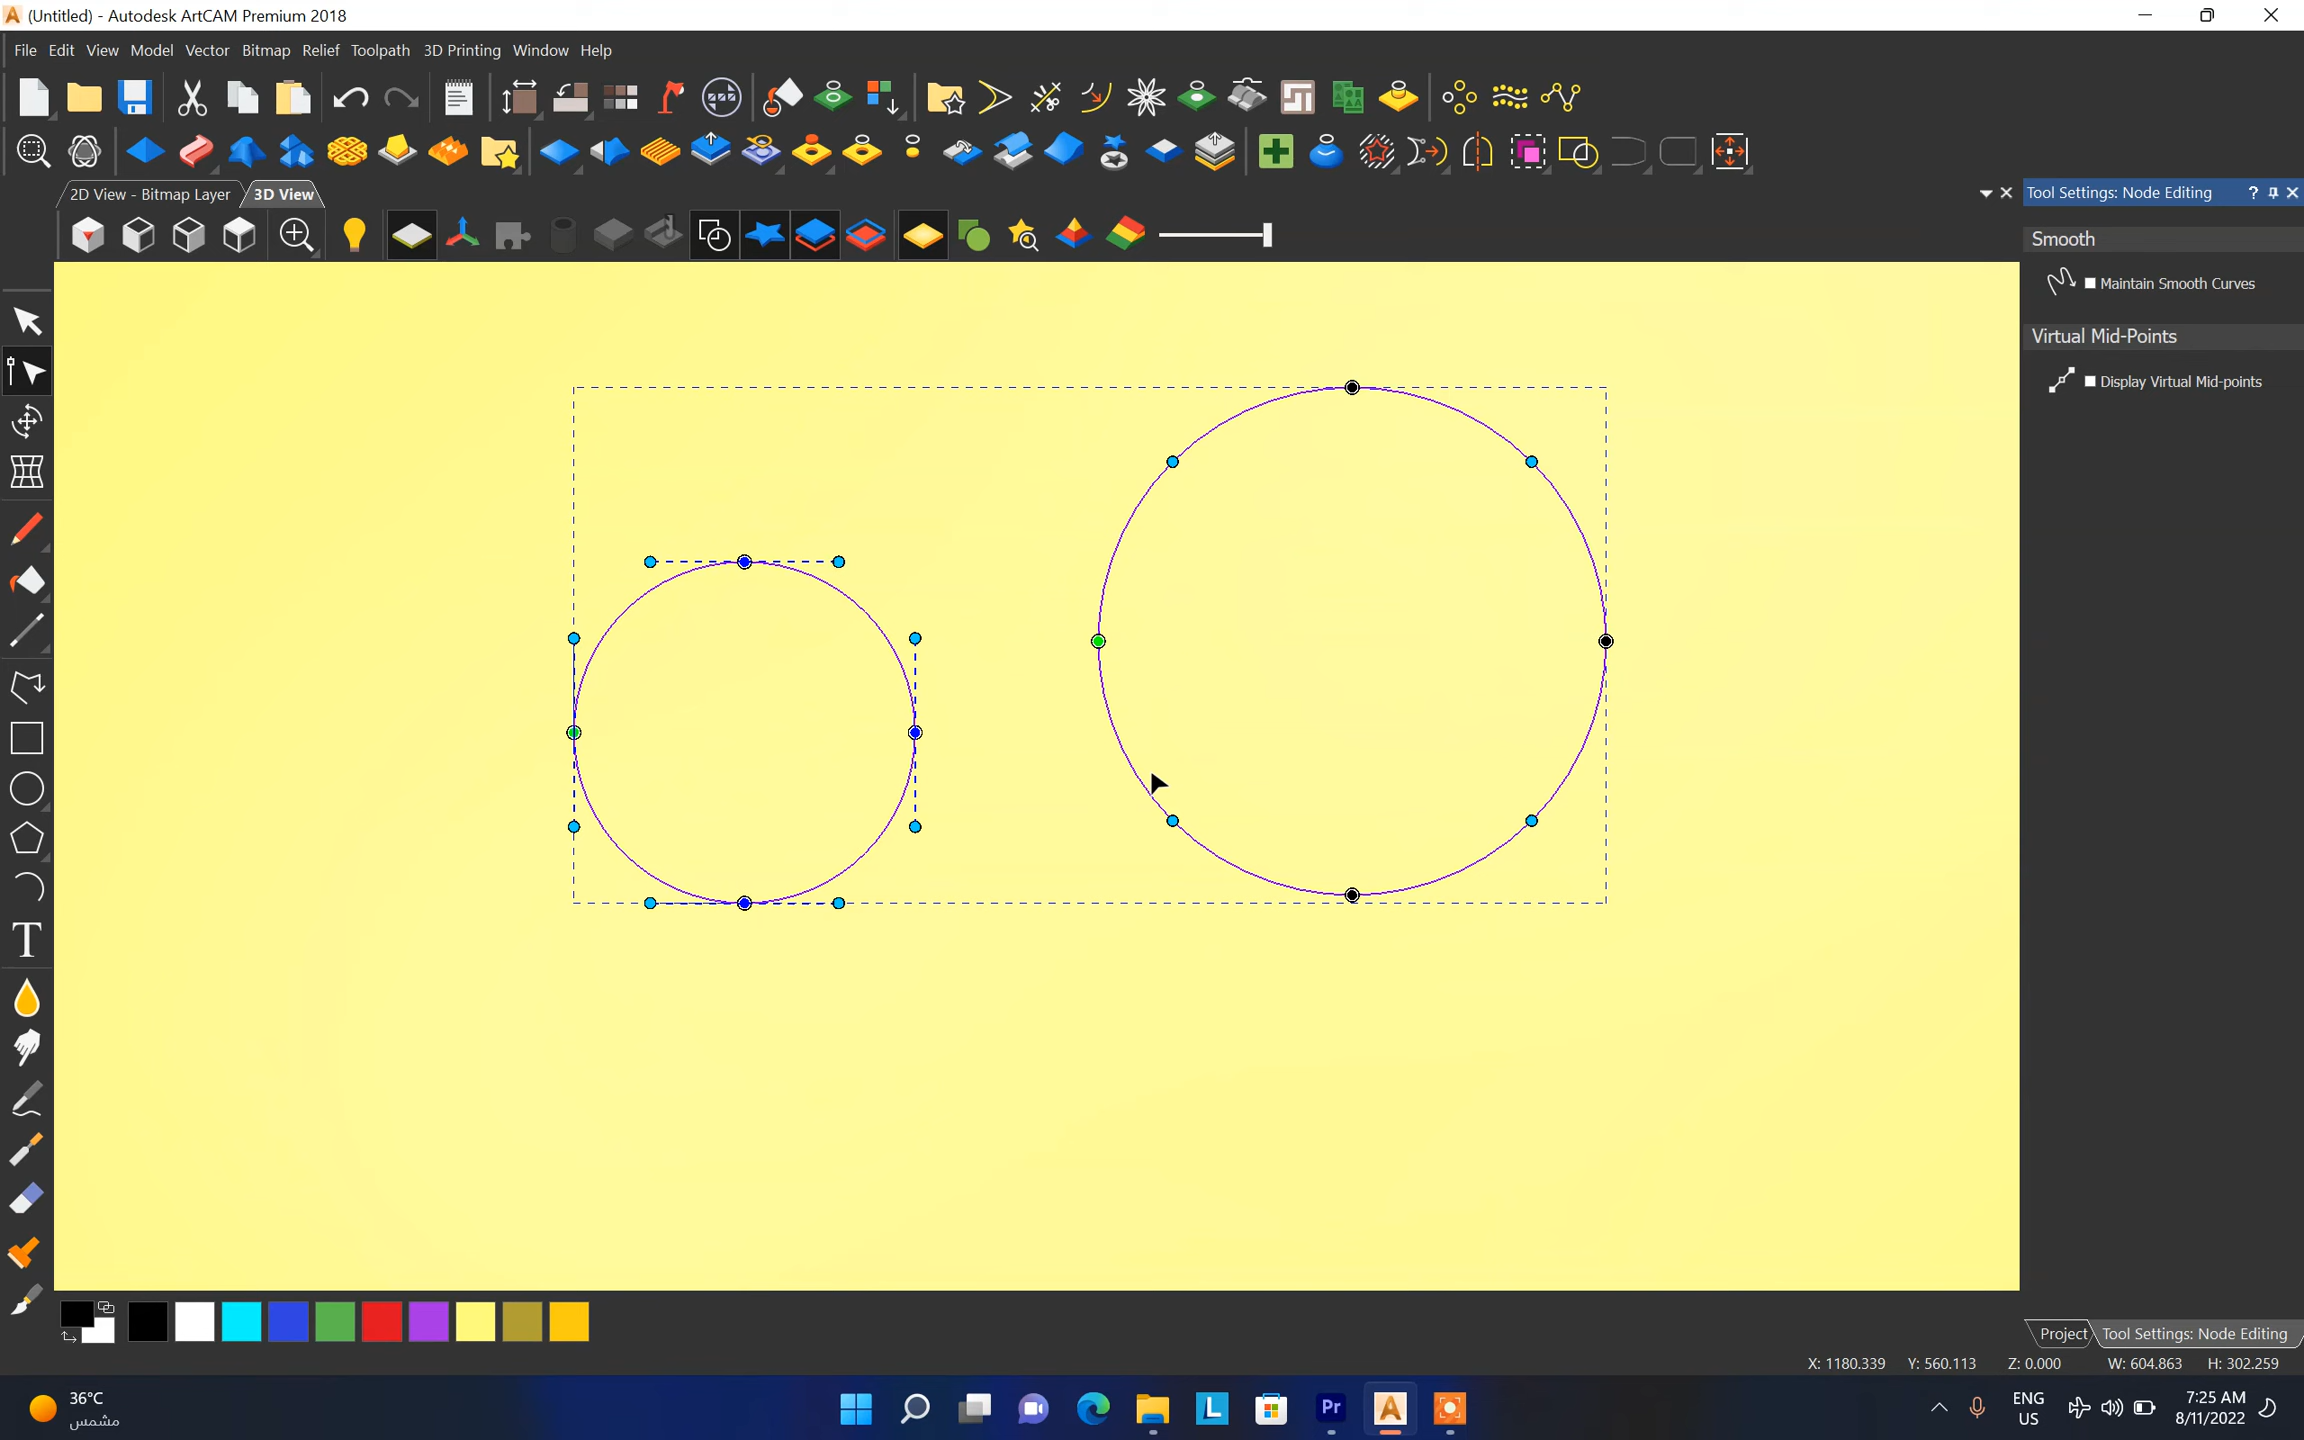 (Untitled) - Autodesk ArtCAM Premium 2018
File Edit View Model Vector Bitmap Relief Toolpath 3D Printing Window Help
2D View - Bitmap Layer 3D View
Tool Settings: Node Editing ?
Smooth
Maintain Smooth Curves
Virtual Mid-Points
Display Virtual Mid-points
T
Project Tool Settings: Node Editing
X: 1180.339 Y: 560.113 Z: 0.000 W: 604.863 H: 302.259
36°C
مشمس
L
Pr
A
ENG
US
7:25 AM
8/11/2022